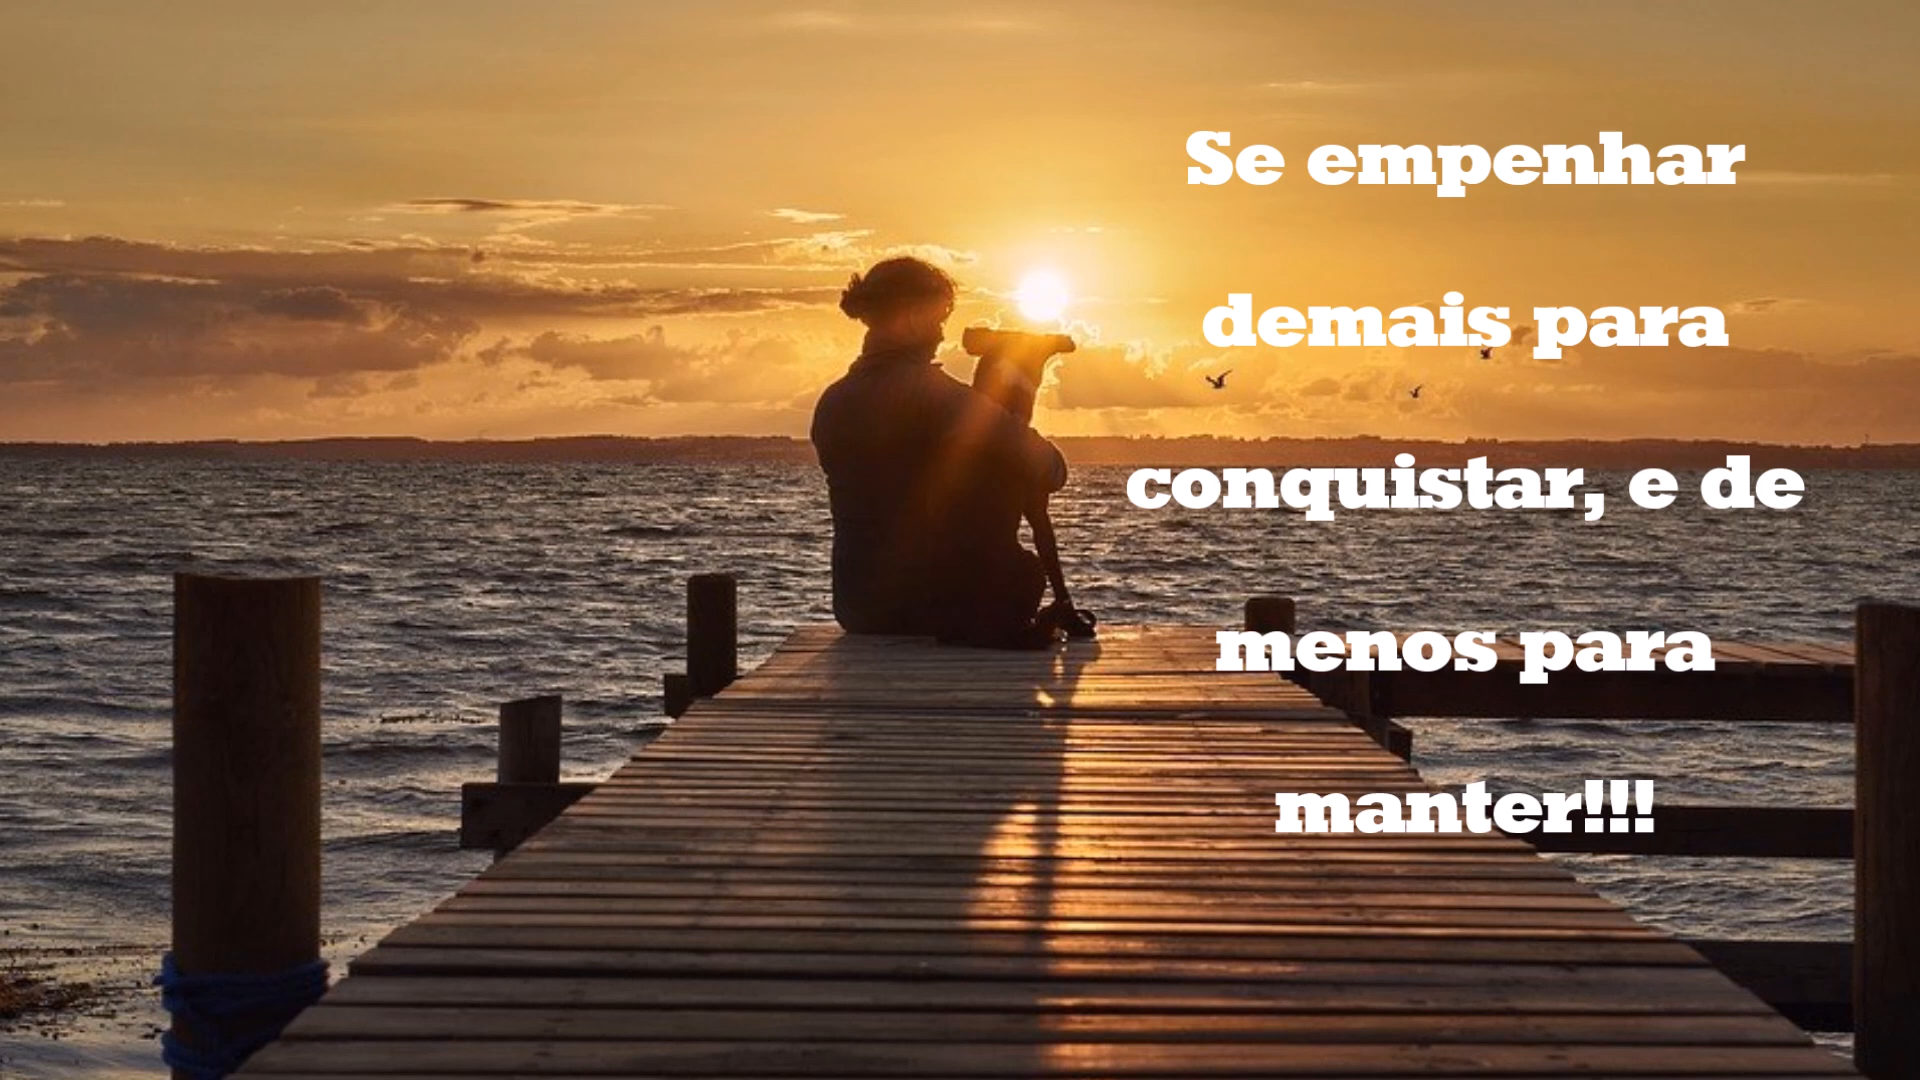 Se empenhar
demais para
conquistar, e de
menos para
manter!!!